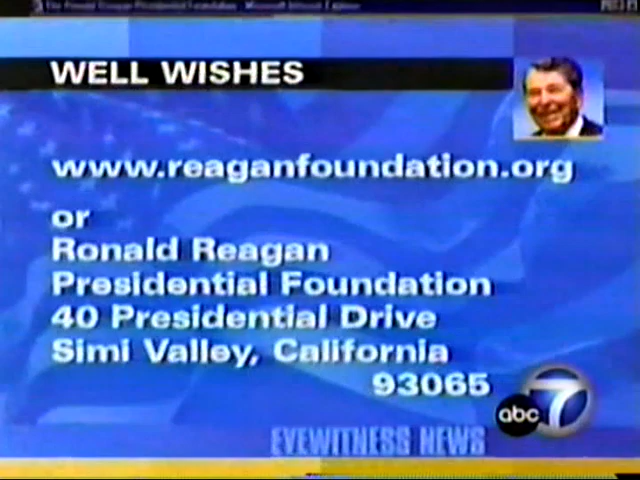 WELL WISHES
www.reaganfoundation.org
or
Ronald Reagan
Presidential Foundation
40 Presidential Drive
Simi Valley, California
93065
abc 7
EYEWITNESS NEWS